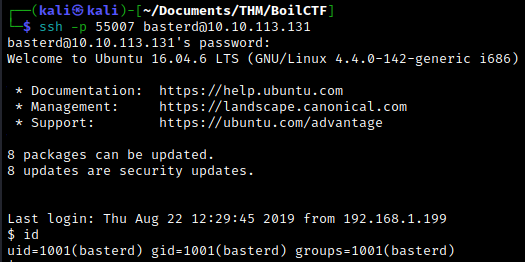 ┌──(kali㉿kali)-[~/Documents/THM/BoilCTF]
└─$ ssh -p 55007 basterd@10.10.113.131
basterd@10.10.113.131's password:
Welcome to Ubuntu 16.04.6 LTS (GNU/Linux 4.4.0-142-generic i686)
* Documentation:  https://help.ubuntu.com
* Management:     https://landscape.canonical.com
* Support:        https://ubuntu.com/advantage
8 packages can be updated.
8 updates are security updates.
Last login: Thu Aug 22 12:29:45 2019 from 192.168.1.199
$ id
uid=1001(basterd) gid=1001(basterd) groups=1001(basterd)